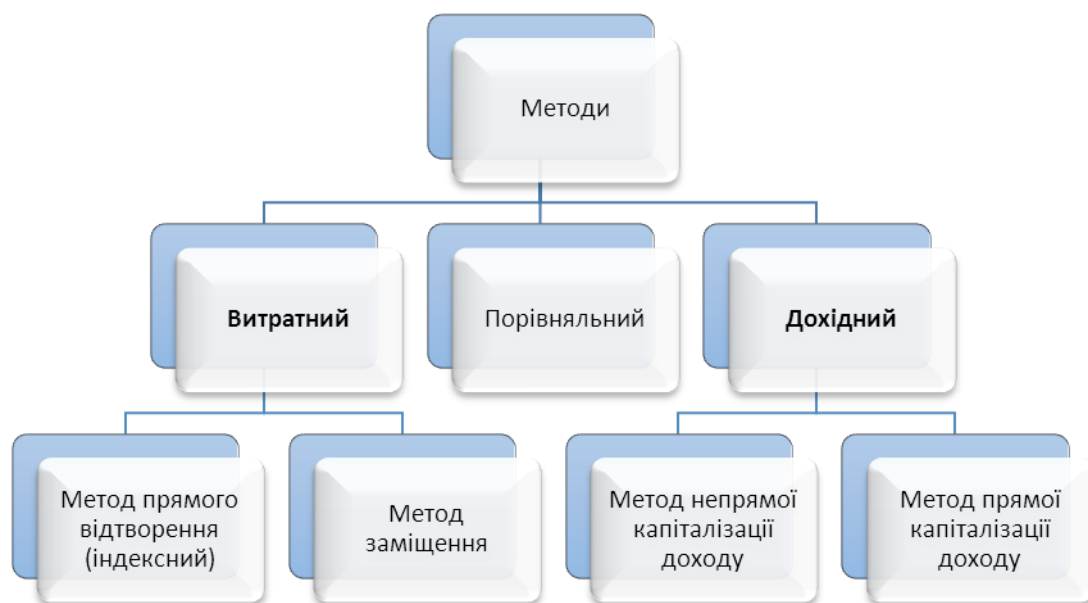 Методи
Витратний
Порівняльний
Дохідний
Метод прямого
відтворення
(індексний)
Метод
заміщення
Метод непрямої
капіталізації
доходу
Метод прямої
капіталізації
доходу